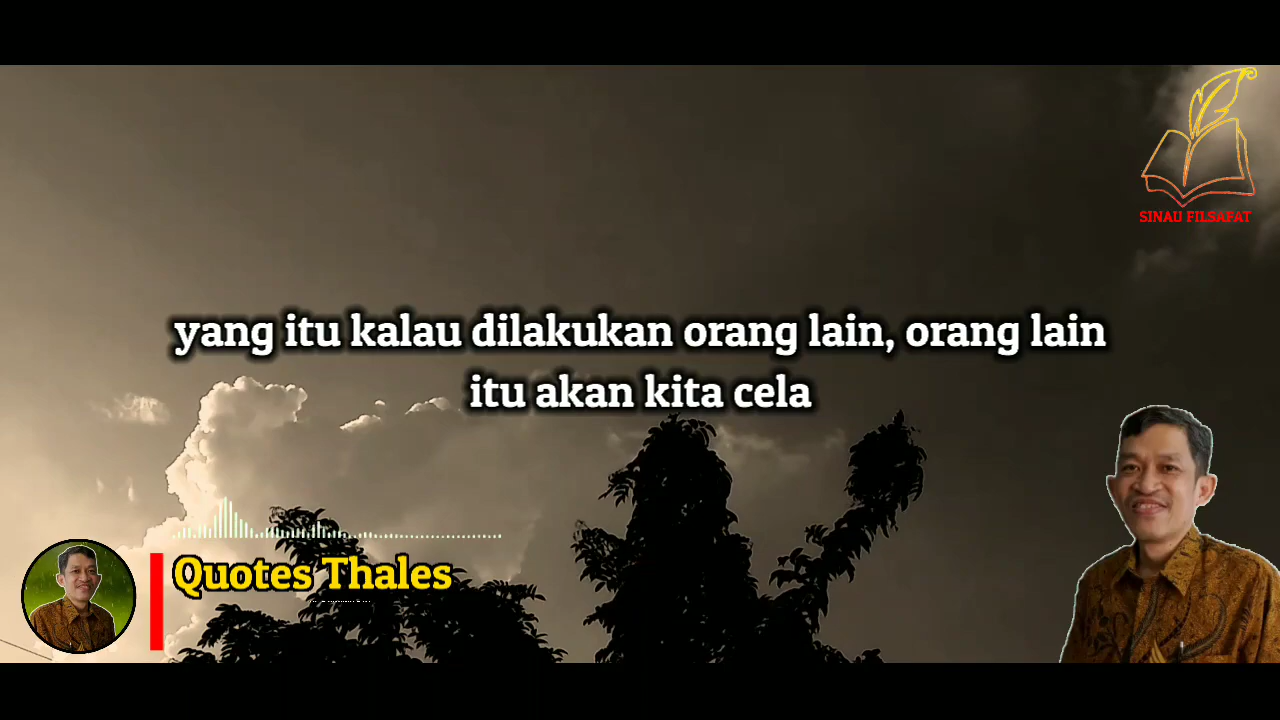 SINAU FILSAFAT
yang itu kalau dilakukan orang lain, orang lain
itu akan kita cela
Quotes Thales